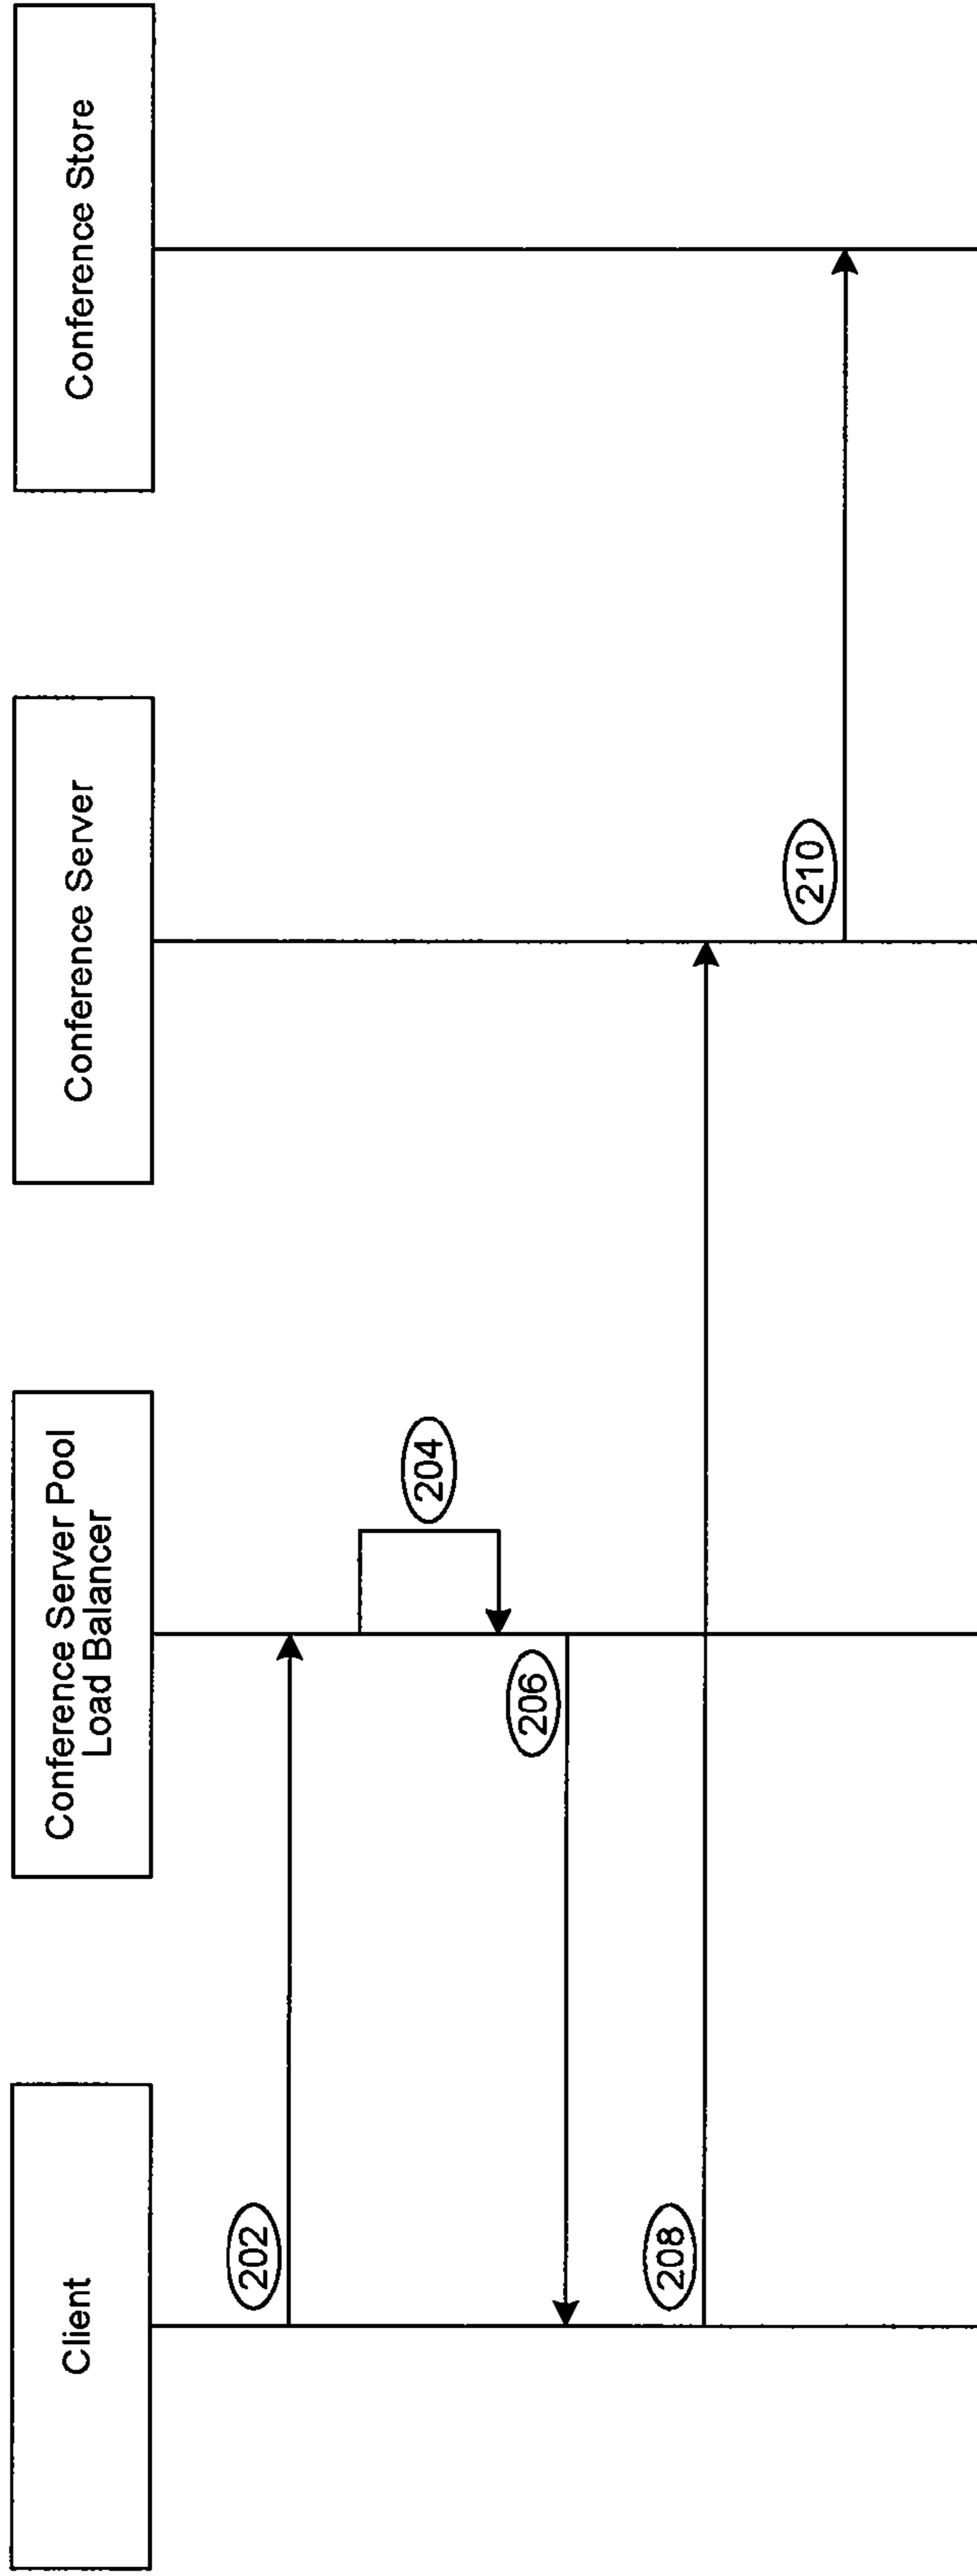 Client
Conference Server Pool
Load Balancer
Conference Server
Conference Store
202
204
206
208
210